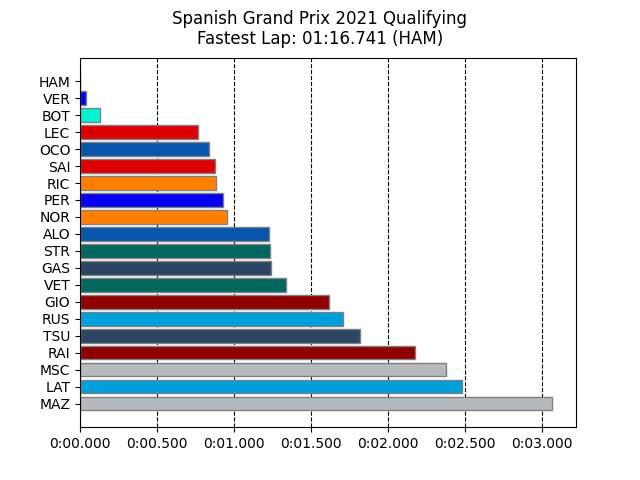 Spanish Grand Prix 2021 Qualifying
Fastest Lap: 01:16.741 (HAM)
HAM
VER
BOT
LEC
OCO
SAI
RIC
PER
NOR
ALO
STR
GAS
VET
GIO
RUS
TSU
RAI
MSC
LAT
MAZ
0:00.000 0:00.500 0:01.000 0:01.500 0:02.000 0:02.500 0:03.000